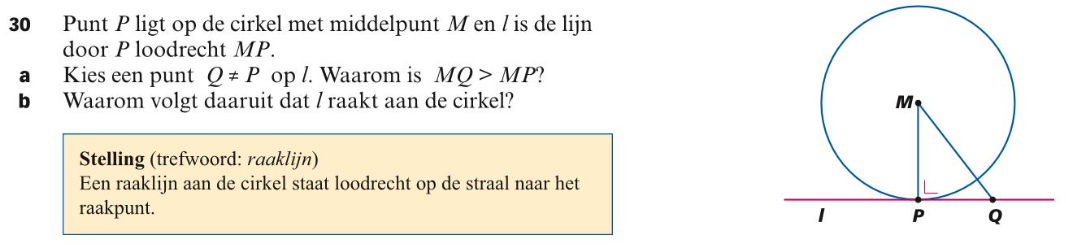 30 Punt P ligt op de cirkel met middelpunt M en l is de lijn
door P loodrecht MP.
a Kies een punt Q ≠ P op l. Waarom is MQ > MP?
b Waarom volgt daaruit dat l raakt aan de cirkel?
Stelling (trefwoord: raaklijn)
Een raaklijn aan de cirkel staat loodrecht op de straal naar het
raakpunt.
M
l P Q